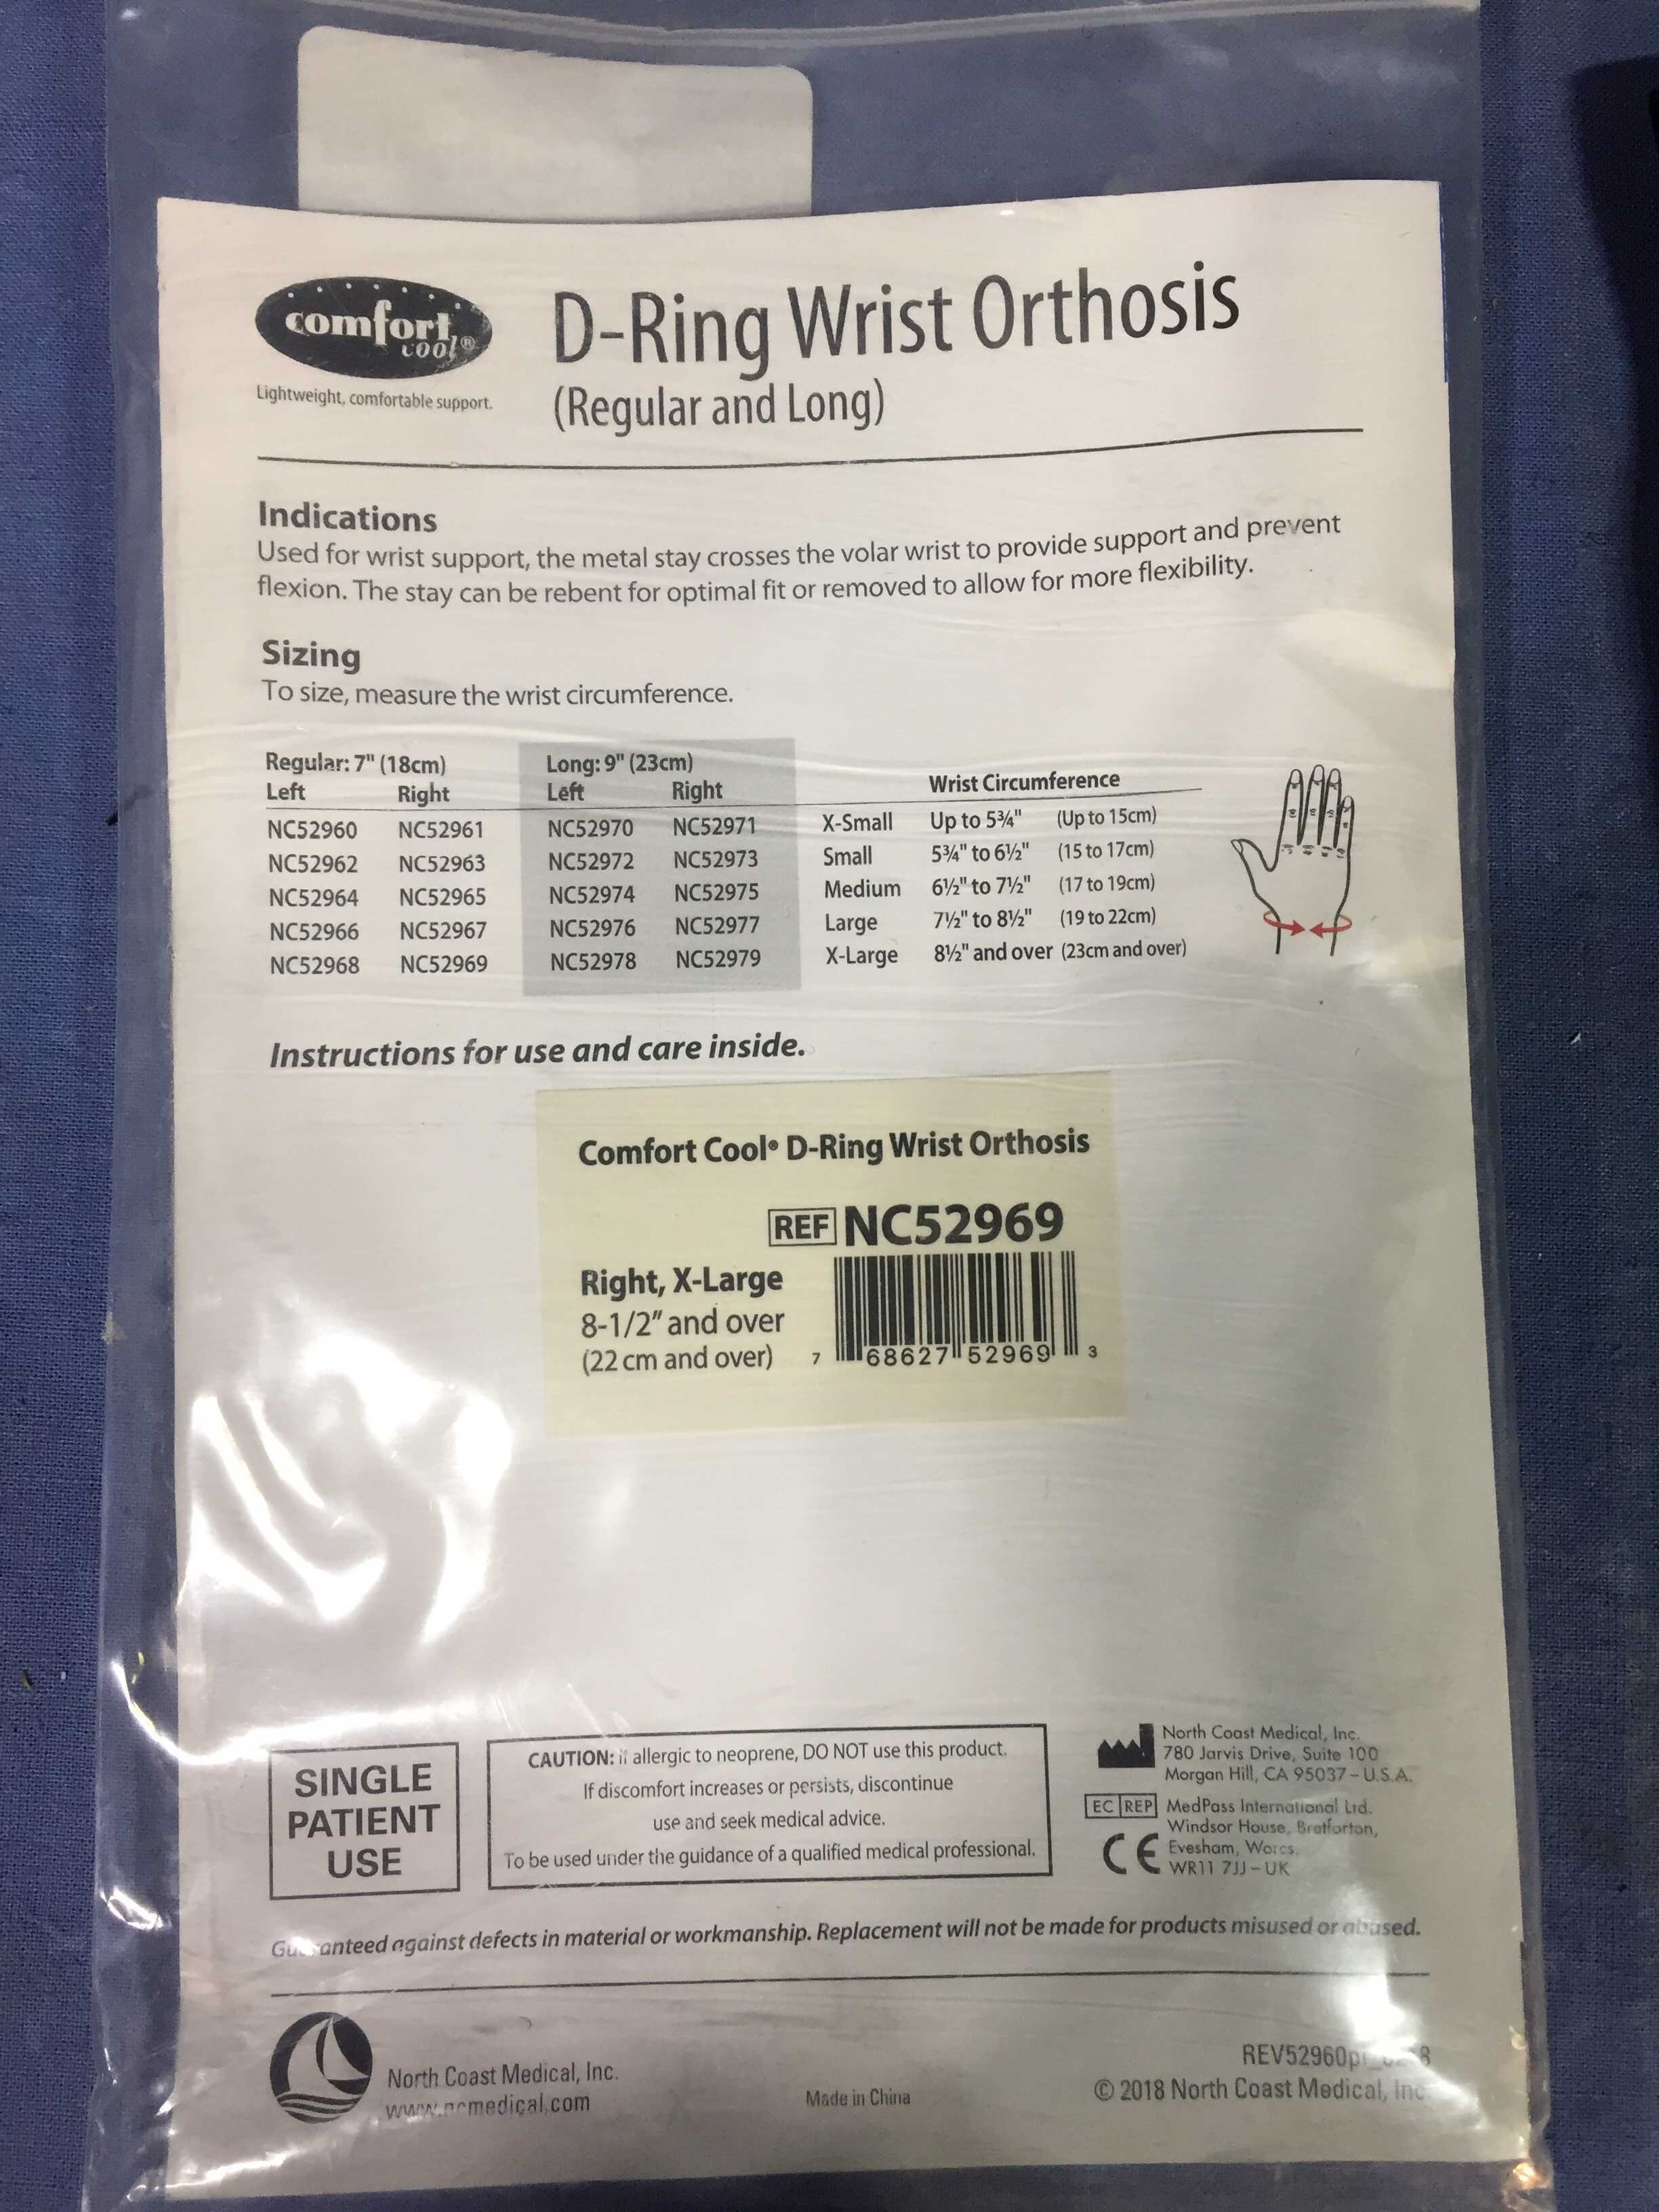 comfort
cool®
Lightweight, comfortable support.
D-Ring Wrist Orthosis
(Regular and Long)
Indications
Used for wrist support, the metal stay crosses the volar wrist to provide support and prevent
flexion. The stay can be rebent for optimal fit or removed to allow for more flexibility.
Sizing
To size, measure the wrist circumference.
Regular: 7" (18cm) Long: 9" (23cm)
Left Right Left Right Wrist Circumference
NC52960 NC52961 NC52970 NC52971 X-Small Up to 5¾" (Up to 15cm)
NC52962 NC52963 NC52972 NC52973 Small 5¾" to 6½" (15 to 17cm)
NC52964 NC52965 NC52974 NC52975 Medium 6½" to 7½" (17 to 19cm)
NC52966 NC52967 NC52976 NC52977 Large 7½" to 8½" (19 to 22cm)
NC52968 NC52969 NC52978 NC52979 X-Large 8½" and over (23cm and over)
Instructions for use and care inside.
Comfort Cool® D-Ring Wrist Orthosis
REF NC52969
Right, X-Large
8-1/2" and over
(22 cm and over)
7 68627 52969 3
SINGLE
PATIENT
USE
CAUTION: if allergic to neoprene, DO NOT use this product.
If discomfort increases or persists, discontinue
use and seek medical advice.
To be used under the guidance of a qualified medical professional.
North Coast Medical, Inc.
780 Jarvis Drive, Suite 100
Morgan Hill, CA 95037 – U.S.A.
EC REP MedPass International Ltd.
Windsor House, Bretforton,
CE Evesham, Worcs.
WR11 7JJ – UK
Guaranteed against defects in material or workmanship. Replacement will not be made for products misused or abused.
North Coast Medical, Inc.
www.ncmedical.com
Made in China
© 2018 North Coast Medical, Inc.